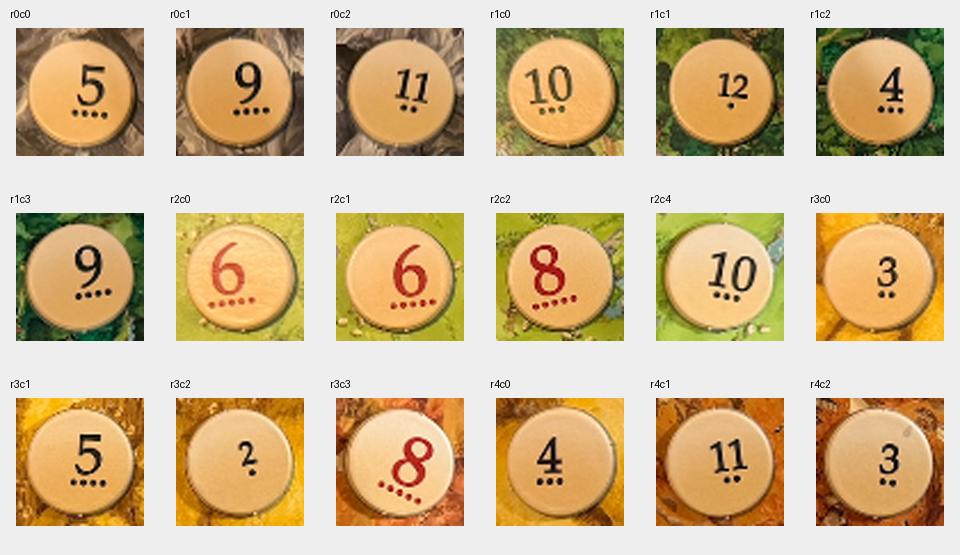 r0c0 r0c1 r0c2 r1c0 r1c1 r1c2
5 9 11 10 12 4
r1c3 r2c0 r2c1 r2c2 r2c4 r3c0
9 6 6 8 10 3
r3c1 r3c2 r3c3 r4c0 r4c1 r4c2
5 2 8 4 11 3